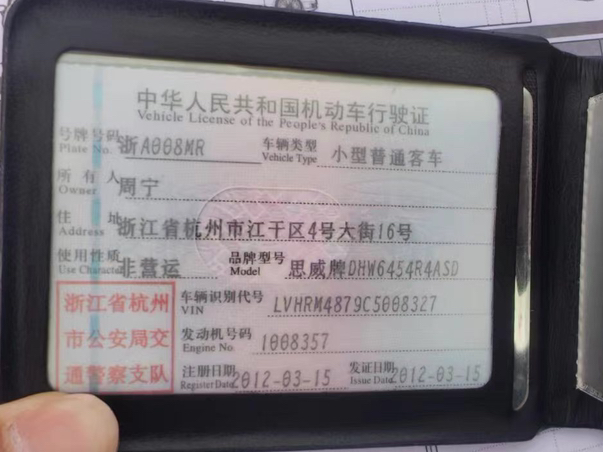 中华人民共和国机动车行驶证
Vehicle License of the People's Republic of China
号牌号码 浙A008MR 车辆类型 小型普通客车
Plate No. Vehicle Type
所有人 周宁
Owner
住址 浙江省杭州市江干区4号大街16号
Address
使用性质 非营运 品牌型号 思威牌DHW6454R4ASD
Use Character Model
浙江省杭州
市公安局交
通警察支队
车辆识别代号 LVHRM4879C5008327
VIN
发动机号码 1008357
Engine No.
注册日期 2012-03-15 发证日期 2012-03-15
Register Date Issue Date